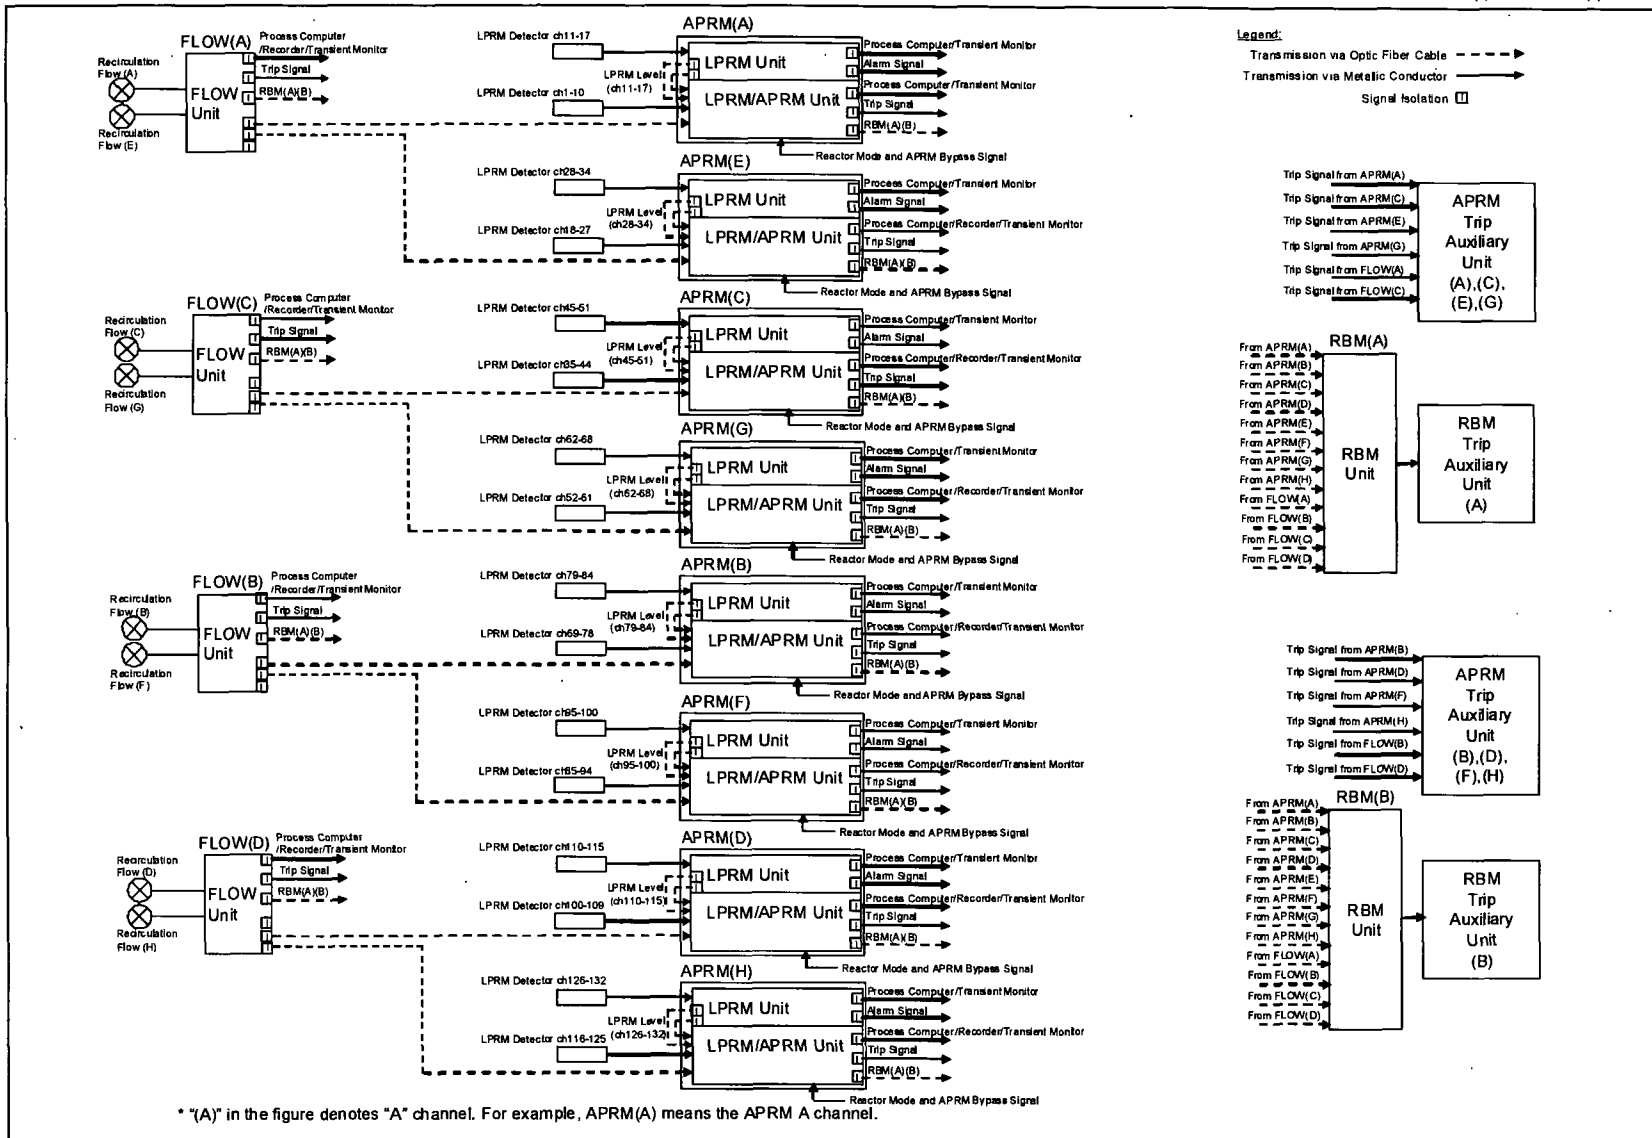 FLOW(A)
Process Computer
/Recorder/Transient Monitor
Trip Signal
RBM(A)(B)
Recirculation
Flow (A)
FLOW
Unit
Recirculation
Flow (E)
LPRM Detector ch11-17
LPRM Level
(ch11-17)
LPRM Detector ch1-10
APRM(A)
LPRM Unit
LPRM/APRM Unit
Process Computer/Transient Monitor
Alarm Signal
Process Computer/Transient Monitor
Trip Signal
RBM(A)(B)
Reactor Mode and APRM Bypass Signal
LPRM Detector ch28-34
LPRM Level
(ch28-34)
LPRM Detector ch18-27
APRM(E)
LPRM Unit
LPRM/APRM Unit
Process Computer/Transient Monitor
Alarm Signal
Process Computer/Recorder/Transient Monitor
Trip Signal
RBM(A)(B)
Reactor Mode and APRM Bypass Signal
FLOW(C)
Process Computer
/Recorder/Transient Monitor
Trip Signal
RBM(A)(B)
Recirculation
Flow (C)
FLOW
Unit
Recirculation
Flow (G)
LPRM Detector ch45-51
LPRM Level
(ch45-51)
LPRM Detector ch35-44
APRM(C)
LPRM Unit
LPRM/APRM Unit
Process Computer/Transient Monitor
Alarm Signal
Process Computer/Recorder/Transient Monitor
Trip Signal
RBM(A)(B)
Reactor Mode and APRM Bypass Signal
LPRM Detector ch62-68
LPRM Level
(ch62-68)
LPRM Detector ch52-61
APRM(G)
LPRM Unit
LPRM/APRM Unit
Process Computer/Transient Monitor
Alarm Signal
Process Computer/Recorder/Transient Monitor
Trip Signal
RBM(A)(B)
Reactor Mode and APRM Bypass Signal
FLOW(B)
Process Computer
/Recorder/Transient Monitor
Trip Signal
RBM(A)(B)
Recirculation
Flow (B)
FLOW
Unit
Recirculation
Flow (F)
LPRM Detector ch79-84
LPRM Level
(ch79-84)
LPRM Detector ch69-78
APRM(B)
LPRM Unit
LPRM/APRM Unit
Process Computer/Transient Monitor
Alarm Signal
Process Computer/Recorder/Transient Monitor
Trip Signal
RBM(A)(B)
Reactor Mode and APRM Bypass Signal
LPRM Detector ch95-100
LPRM Level
(ch95-100)
LPRM Detector ch85-94
APRM(F)
LPRM Unit
LPRM/APRM Unit
Process Computer/Transient Monitor
Alarm Signal
Process Computer/Recorder/Transient Monitor
Trip Signal
RBM(A)(B)
Reactor Mode and APRM Bypass Signal
FLOW(D)
Process Computer
/Recorder/Transient Monitor
Trip Signal
RBM(A)(B)
Recirculation
Flow (D)
FLOW
Unit
Recirculation
Flow (H)
LPRM Detector ch110-115
LPRM Level
(ch110-115)
LPRM Detector ch100-109
APRM(D)
LPRM Unit
LPRM/APRM Unit
Process Computer/Transient Monitor
Alarm Signal
Process Computer/Recorder/Transient Monitor
Trip Signal
RBM(A)(B)
Reactor Mode and APRM Bypass Signal
LPRM Detector ch126-132
LPRM Level
(ch126-132)
LPRM Detector ch116-125
APRM(H)
LPRM Unit
LPRM/APRM Unit
Process Computer/Transient Monitor
Alarm Signal
Process Computer/Recorder/Transient Monitor
Trip Signal
RBM(A)(B)
Reactor Mode and APRM Bypass Signal
Legend:
Transmission via Optic Fiber Cable
Transmission via Metallic Conductor
Signal Isolation I
Trip Signal from APRM(A)
Trip Signal from APRM(C)
Trip Signal from APRM(E)
Trip Signal from APRM(G)
Trip Signal from FLOW(A)
Trip Signal from FLOW(C)
APRM
Trip
Auxiliary
Unit
(A),(C),
(E),(G)
RBM(A)
From APRM(A)
From APRM(B)
From APRM(C)
From APRM(D)
From APRM(E)
From APRM(F)
From APRM(G)
From APRM(H)
From FLOW(A)
From FLOW(B)
From FLOW(C)
From FLOW(D)
RBM
Unit
RBM
Trip
Auxiliary
Unit
(A)
Trip Signal from APRM(B)
Trip Signal from APRM(D)
Trip Signal from APRM(F)
Trip Signal from APRM(H)
Trip Signal from FLOW(B)
Trip Signal from FLOW(D)
APRM
Trip
Auxiliary
Unit
(B),(D),
(F),(H)
RBM(B)
From APRM(A)
From APRM(B)
From APRM(C)
From APRM(D)
From APRM(E)
From APRM(F)
From APRM(G)
From APRM(H)
From FLOW(A)
From FLOW(B)
From FLOW(C)
From FLOW(D)
RBM
Unit
RBM
Trip
Auxiliary
Unit
(B)
* "(A)" in the figure denotes "A" channel. For example, APRM(A) means the APRM A channel.